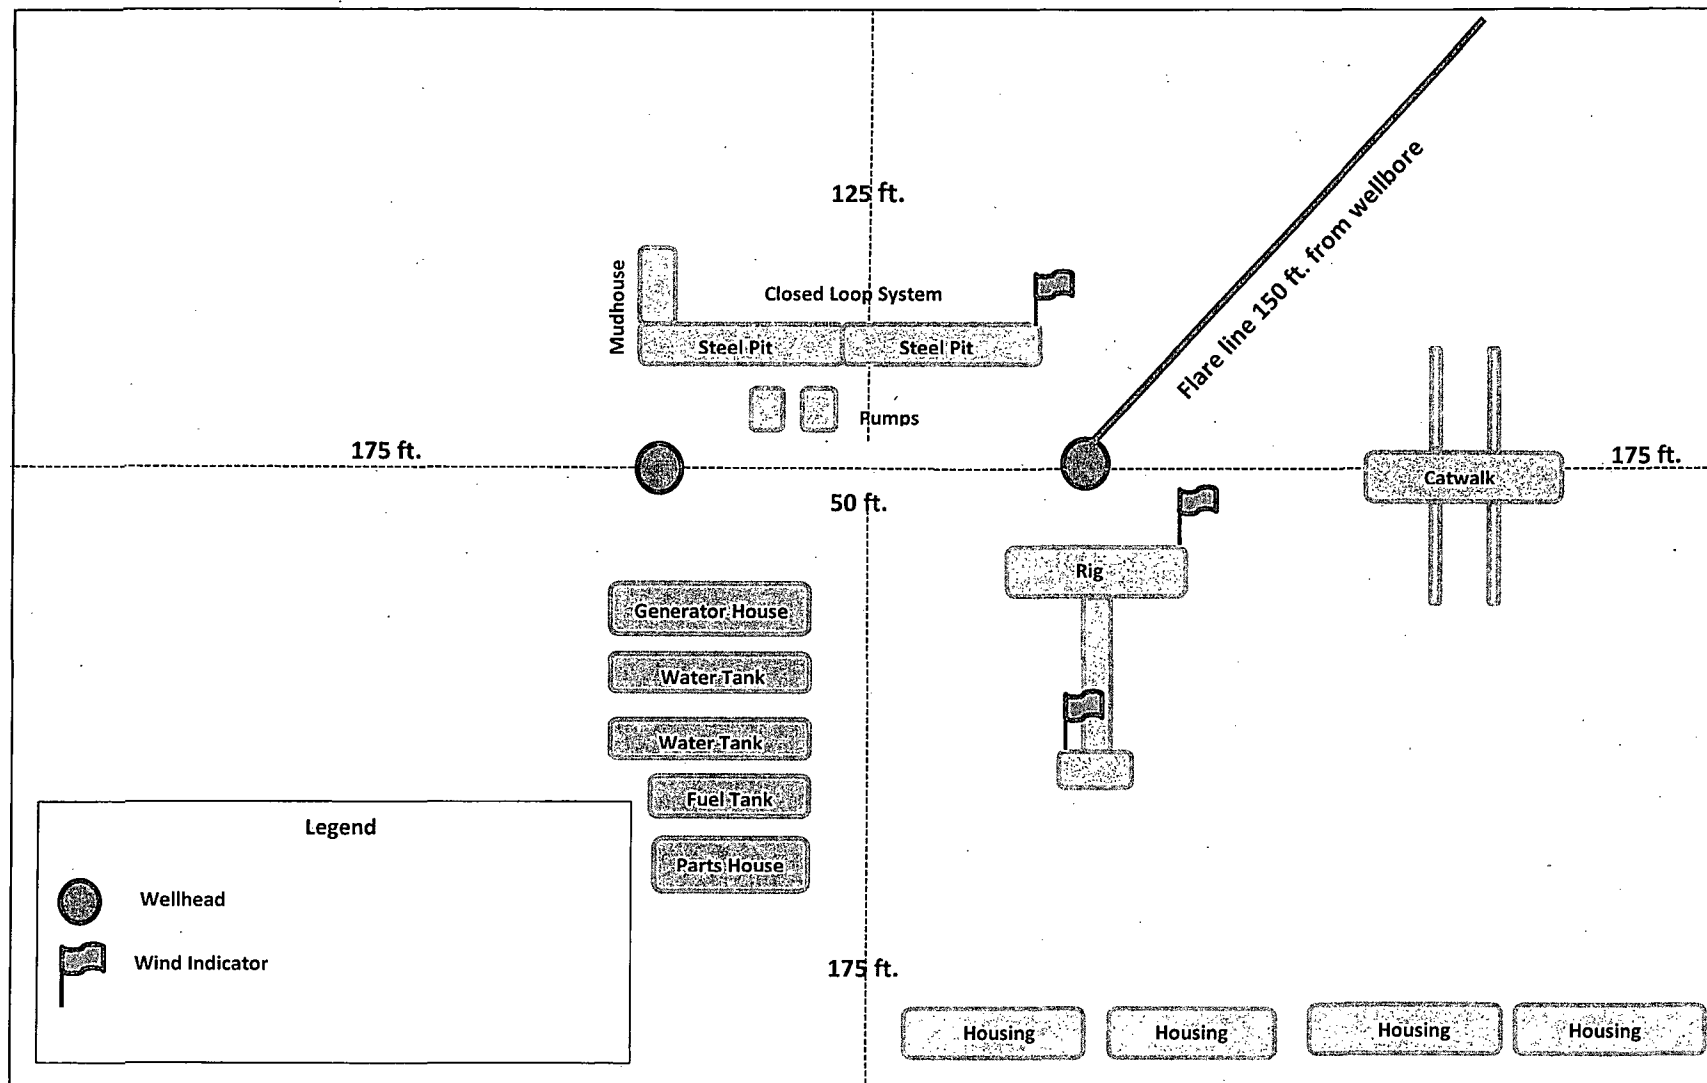 125 ft.
Flare line 150 ft. from wellbore
Mudhouse
Closed Loop System
Steel Pit
Steel Pit
Pumps
175 ft.
175 ft.
Catwalk
50 ft.
Rig
Generator House
Water Tank
Water Tank
Fuel Tank
Parts House
Legend
Wellhead
Wind Indicator
175 ft.
Housing
Housing
Housing
Housing